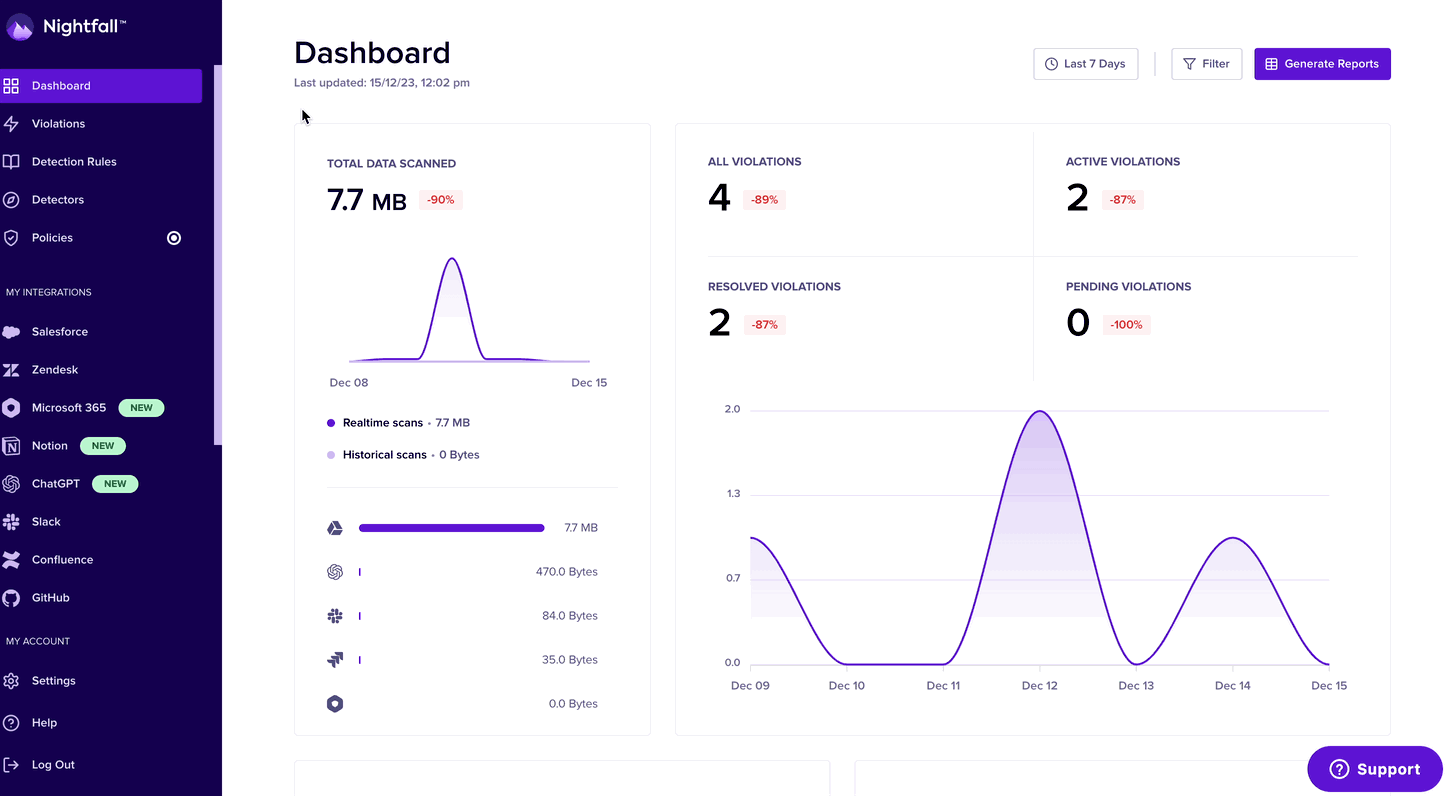 Nightfall™
Dashboard
Violations
Detection Rules
Detectors
Policies
MY INTEGRATIONS
Salesforce
Zendesk
Microsoft 365 NEW
Notion NEW
ChatGPT NEW
Slack
Confluence
GitHub
MY ACCOUNT
Settings
Help
Log Out
Dashboard
Last updated: 15/12/23, 12:02 pm
Last 7 Days
Filter
Generate Reports
TOTAL DATA SCANNED
7.7 MB -90%
Dec 08 Dec 15
Realtime scans • 7.7 MB
Historical scans • 0 Bytes
7.7 MB
470.0 Bytes
84.0 Bytes
35.0 Bytes
0.0 Bytes
ALL VIOLATIONS
4 -89%
ACTIVE VIOLATIONS
2 -87%
RESOLVED VIOLATIONS
2 -87%
PENDING VIOLATIONS
0 -100%
2.0
1.3
0.7
0.0
Dec 09 Dec 10 Dec 11 Dec 12 Dec 13 Dec 14 Dec 15
Support